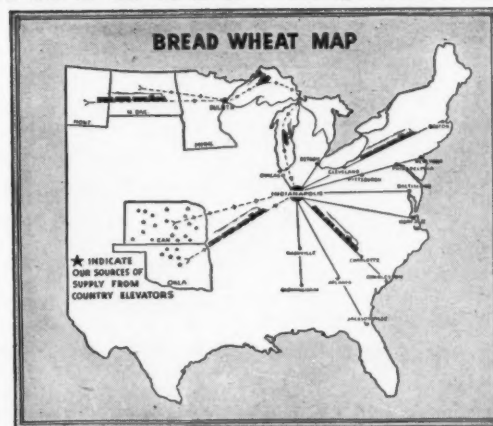 BREAD WHEAT MAP
MONT.
N. DAK.
MINN.
DULUTH
CHICAGO
DETROIT
CLEVELAND
PITTSBURGH
BOSTON
NEW YORK
PHILADELPHIA
BALTIMORE
NORFOLK
INDIANAPOLIS
KAN
OKLA
NASHVILLE
BIRMINGHAM
CHARLOTTE
CHARLESTON
ATLANTA
JACKSONVILLE
★ INDICATE
OUR SOURCES OF
SUPPLY FROM
COUNTRY ELEVATORS